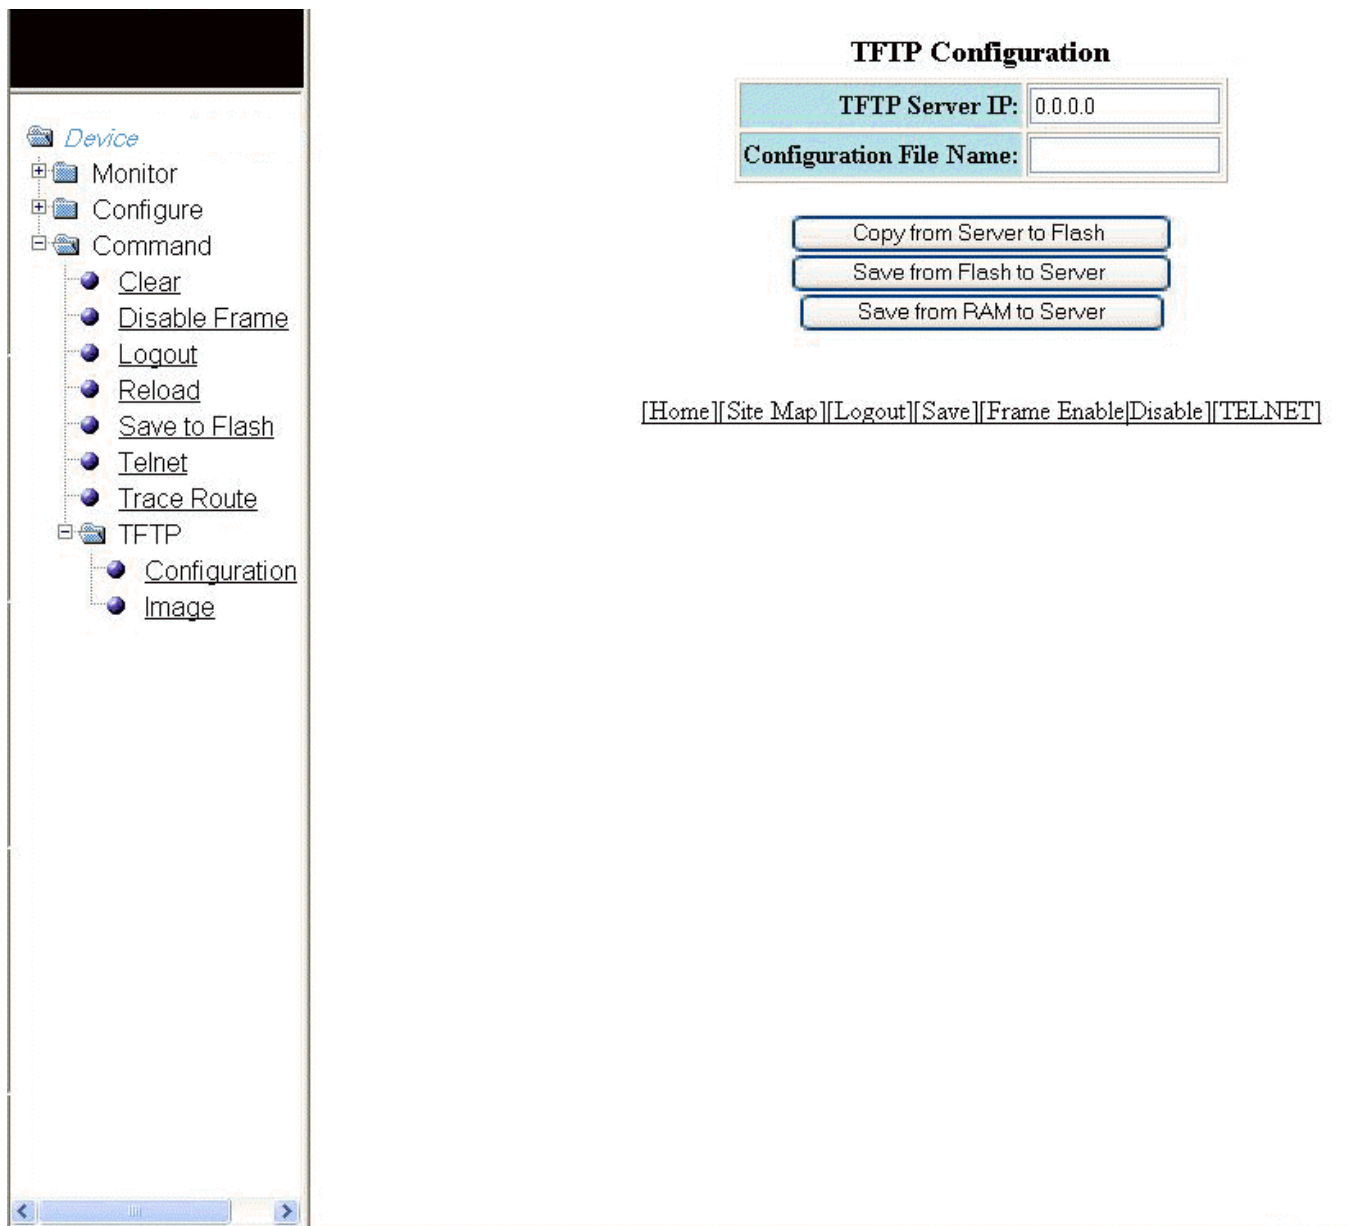 Device
Monitor
Configure
Command
Clear
Disable Frame
Logout
Reload
Save to Flash
Telnet
Trace Route
TFTP
Configuration
Image
TFTP Configuration
TFTP Server IP: 0.0.0.0
Configuration File Name:
Copy from Server to Flash
Save from Flash to Server
Save from RAM to Server
[Home][Site Map][Logout][Save][Frame Enable|Disable][TELNET]